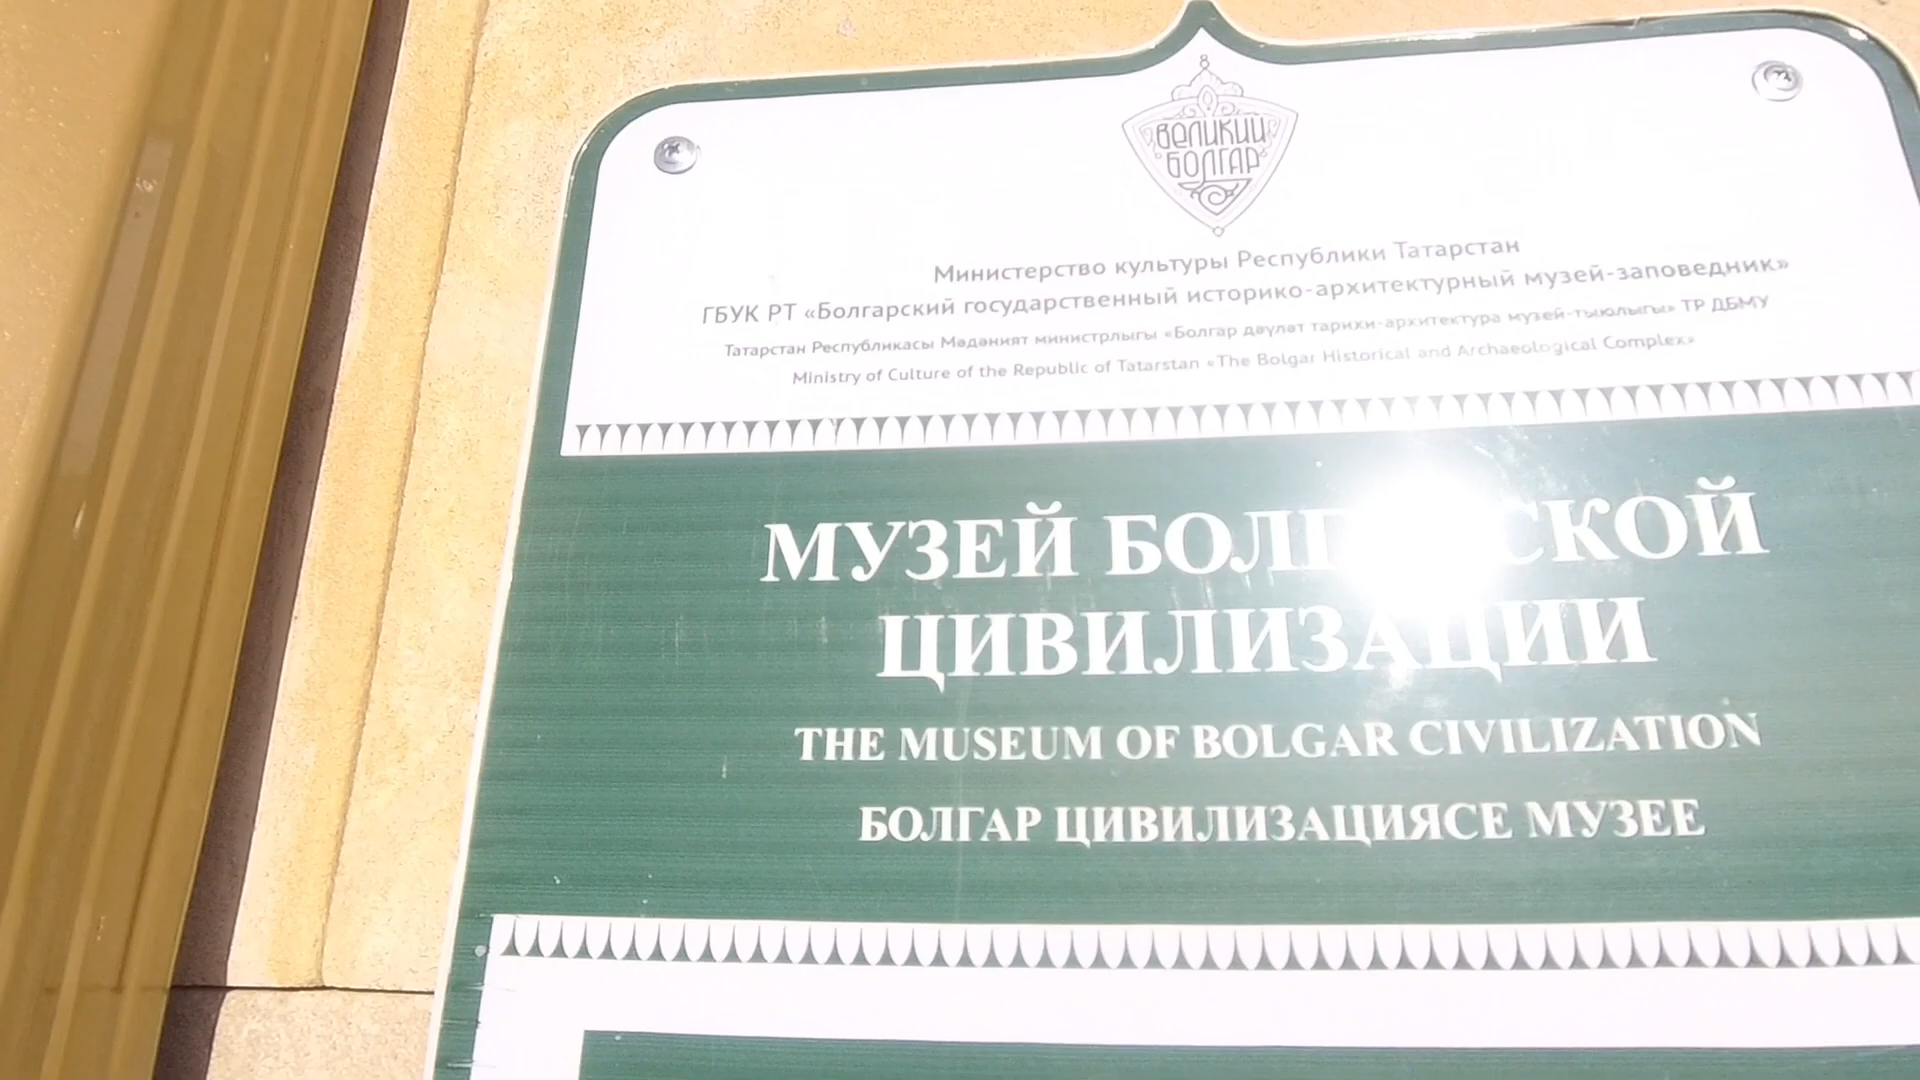 ВЕЛИКИЙ
БОЛГАР
Министерство культуры Республики Татарстан
ГБУК РТ «Болгарский государственный историко-архитектурный музей-заповедник»
Татарстан Республикасы Мәдәният министрлыгы «Болгар дәүләт тарихи-архитектура музей-тыюлыгы» ТР ДБМУ
Ministry of Culture of the Republic of Tatarstan «The Bolgar Historical and Archaeological Complex»
МУЗЕЙ
ЦИВИЛИЗАЦИИ
THE MUSEUM OF BOLGAR CIVILIZATION
БОЛГАР ЦИВИЛИЗАЦИЯСЕ МУЗЕЕ